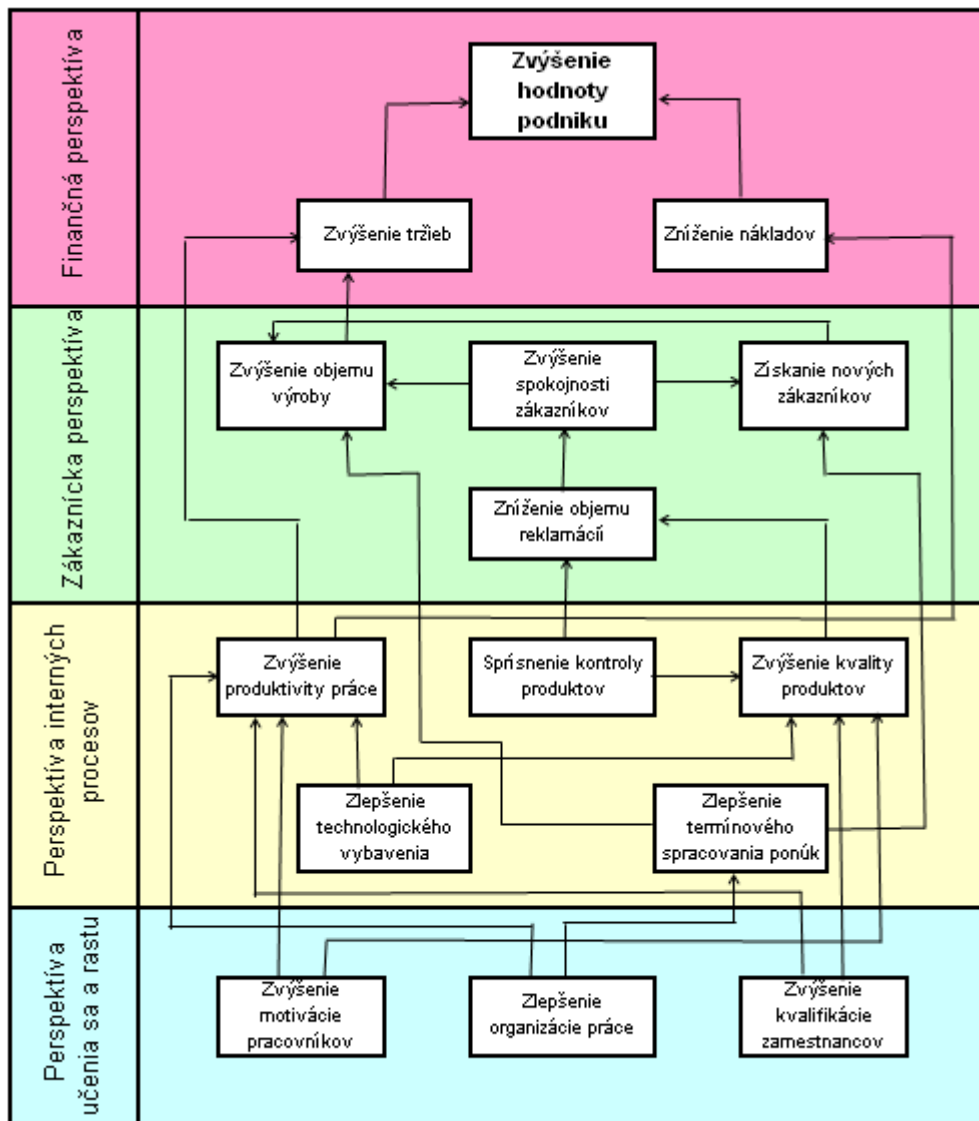 Finančná perspektíva
Zvýšenie
hodnoty
podniku
Zvýšenie tržieb
Zníženie nákladov
Zákaznícka perspektíva
Zvýšenie objemu
výroby
Zvýšenie
spokojnosti
zákazníkov
Získanie nových
zákazníkov
Zníženie objemu
reklamácií
Perspektíva interných
procesov
Zvýšenie
produktivity práce
Sprísnenie kontroly
produktov
Zvýšenie kvality
produktov
Zlepšenie
technologického
vybavenia
Zlepšenie
termínového
spracovania ponúk
Perspektíva
učenia sa a rastu
Zvýšenie
motivácie
pracovníkov
Zlepšenie
organizácie práce
Zvýšenie
kvalifikácie
zamestnancov